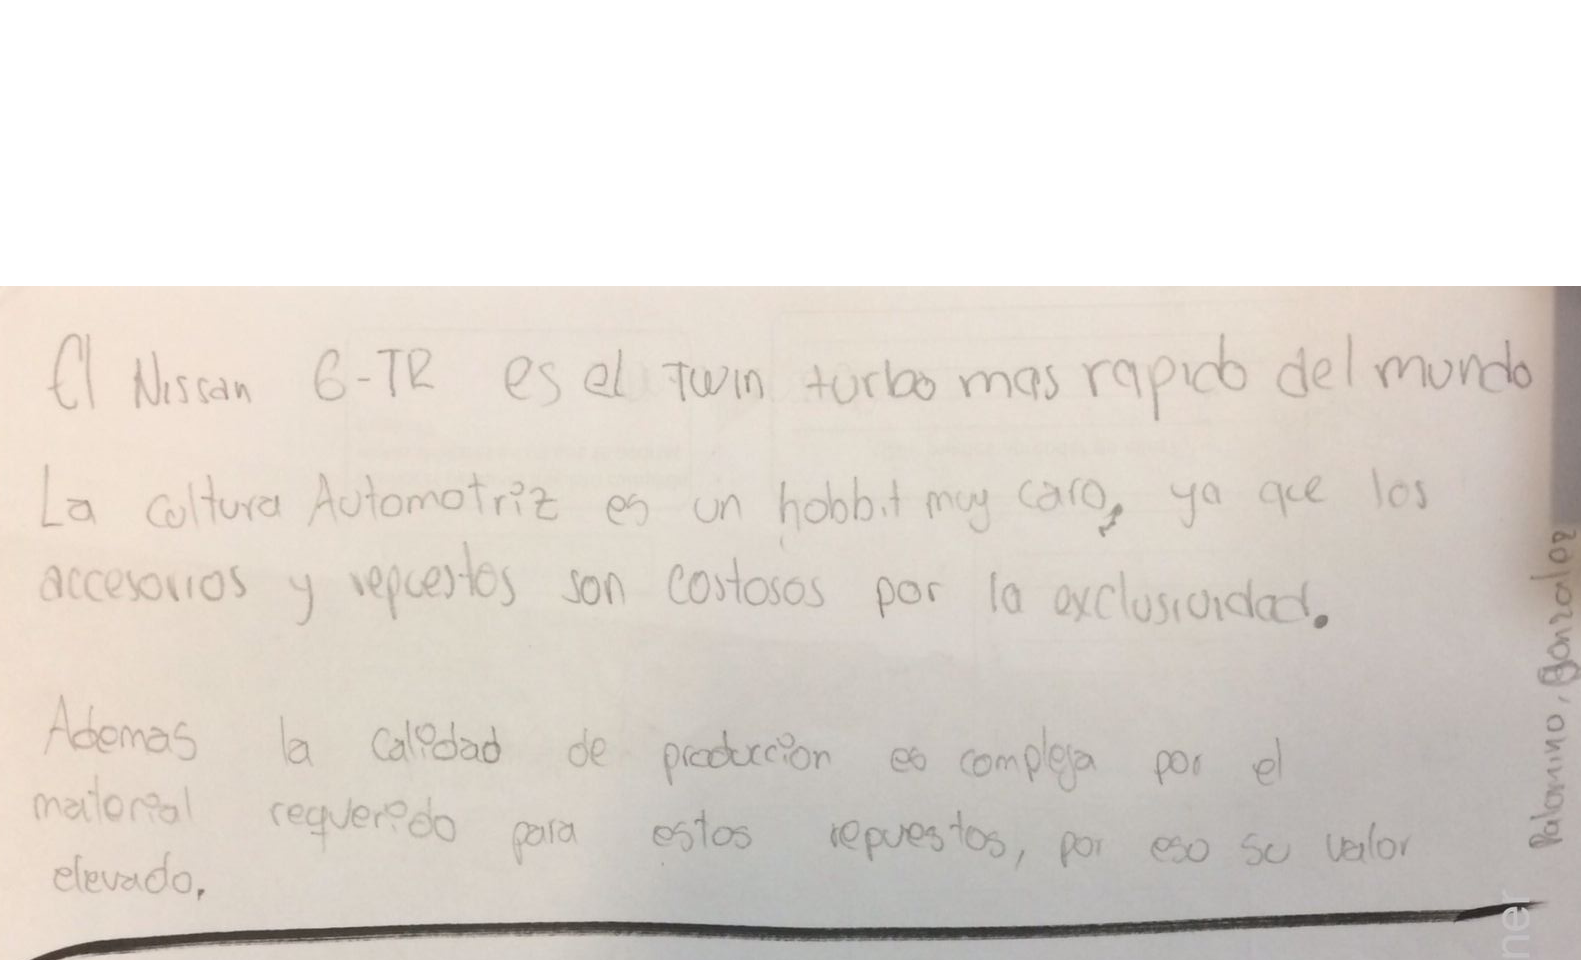 El Nissan G-TR es el Twin turbo mas rapido del mundo
La cultura Automotriz es un hobbit muy caro, ya que los
accesorios y repuestos son costosos por la exclusividad.
Ademas la calidad de produccion es compleja por el
material requerido para estos repuestos, por eso su valor
elevado.
Palomino, Gonzalez
ner